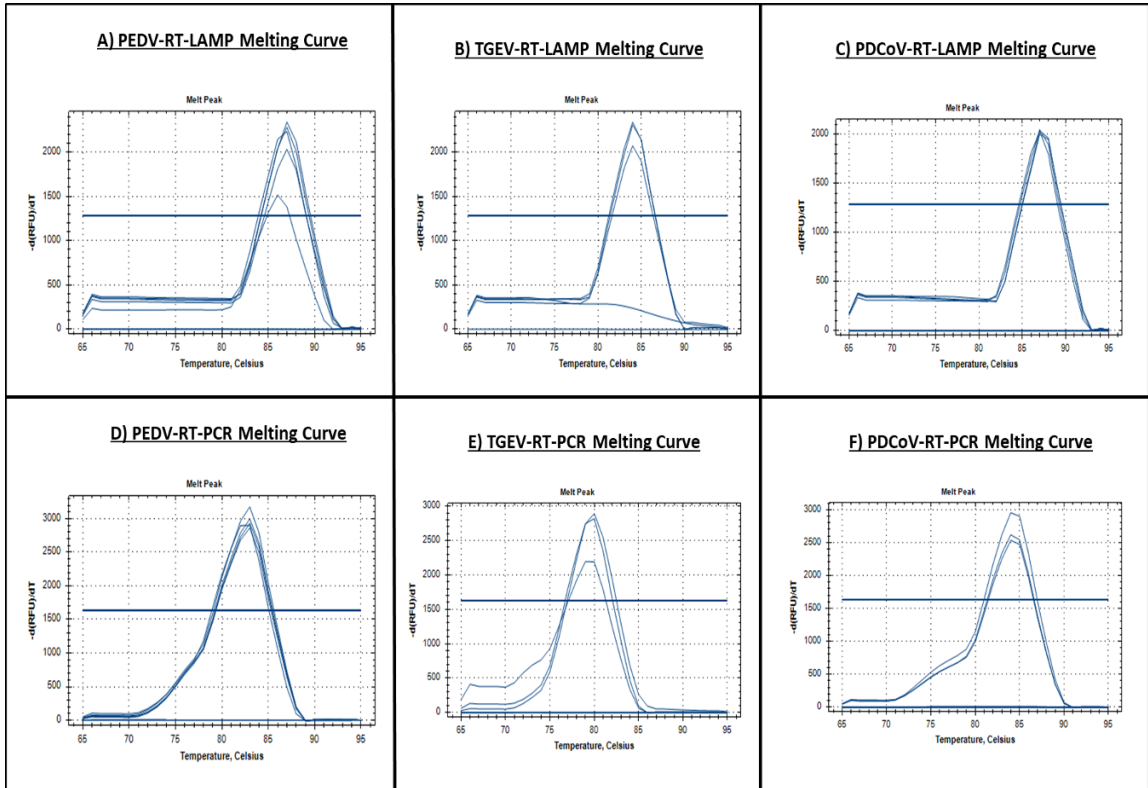 A) PEDV-RT-LAMP Melting Curve
Melt Peak
-d(RFU)/dT
2000
1500
1000
500
0
65 70 75 80 85 90 95
Temperature, Celsius
B) TGEV-RT-LAMP Melting Curve
Melt Peak
-d(RFU)/dT
2000
1500
1000
500
0
65 70 75 80 85 90 95
Temperature, Celsius
C) PDCoV-RT-LAMP Melting Curve
Melt Peak
-d(RFU)/dT
2000
1500
1000
500
0
65 70 75 80 85 90 95
Temperature, Celsius
D) PEDV-RT-PCR Melting Curve
Melt Peak
-d(RFU)/dT
3000
2500
2000
1500
1000
500
0
65 70 75 80 85 90 95
Temperature, Celsius
E) TGEV-RT-PCR Melting Curve
Melt Peak
-d(RFU)/dT
3000
2500
2000
1500
1000
500
0
65 70 75 80 85 90 95
Temperature, Celsius
F) PDCoV-RT-PCR Melting Curve
Melt Peak
-d(RFU)/dT
3000
2500
2000
1500
1000
500
0
65 70 75 80 85 90 95
Temperature, Celsius